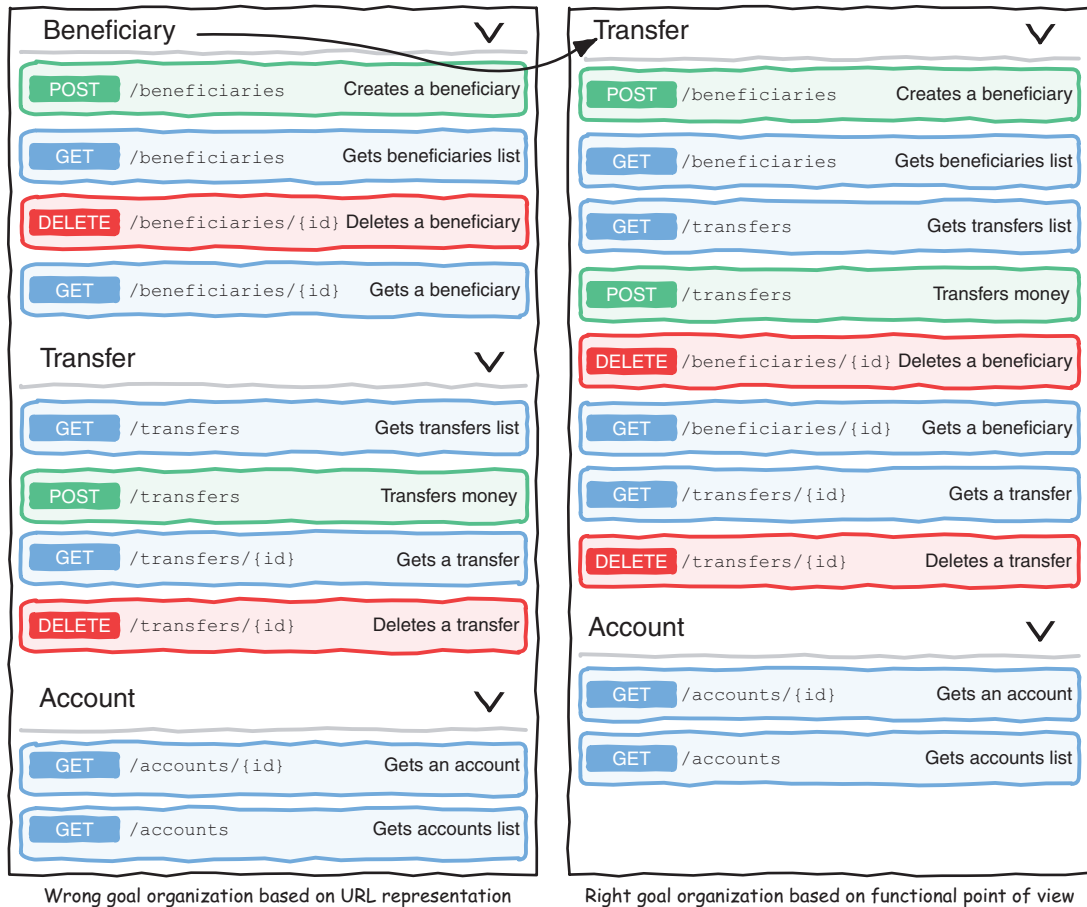 Beneficiary
POST /beneficiaries Creates a beneficiary
GET /beneficiaries Gets beneficiaries list
DELETE /beneficiaries/{id} Deletes a beneficiary
GET /beneficiaries/{id} Gets a beneficiary
Transfer
GET /transfers Gets transfers list
POST /transfers Transfers money
GET /transfers/{id} Gets a transfer
DELETE /transfers/{id} Deletes a transfer
Account
GET /accounts/{id} Gets an account
GET /accounts Gets accounts list
Wrong goal organization based on URL representation
Transfer
POST /beneficiaries Creates a beneficiary
GET /beneficiaries Gets beneficiaries list
GET /transfers Gets transfers list
POST /transfers Transfers money
DELETE /beneficiaries/{id} Deletes a beneficiary
GET /beneficiaries/{id} Gets a beneficiary
GET /transfers/{id} Gets a transfer
DELETE /transfers/{id} Deletes a transfer
Account
GET /accounts/{id} Gets an account
GET /accounts Gets accounts list
Right goal organization based on functional point of view